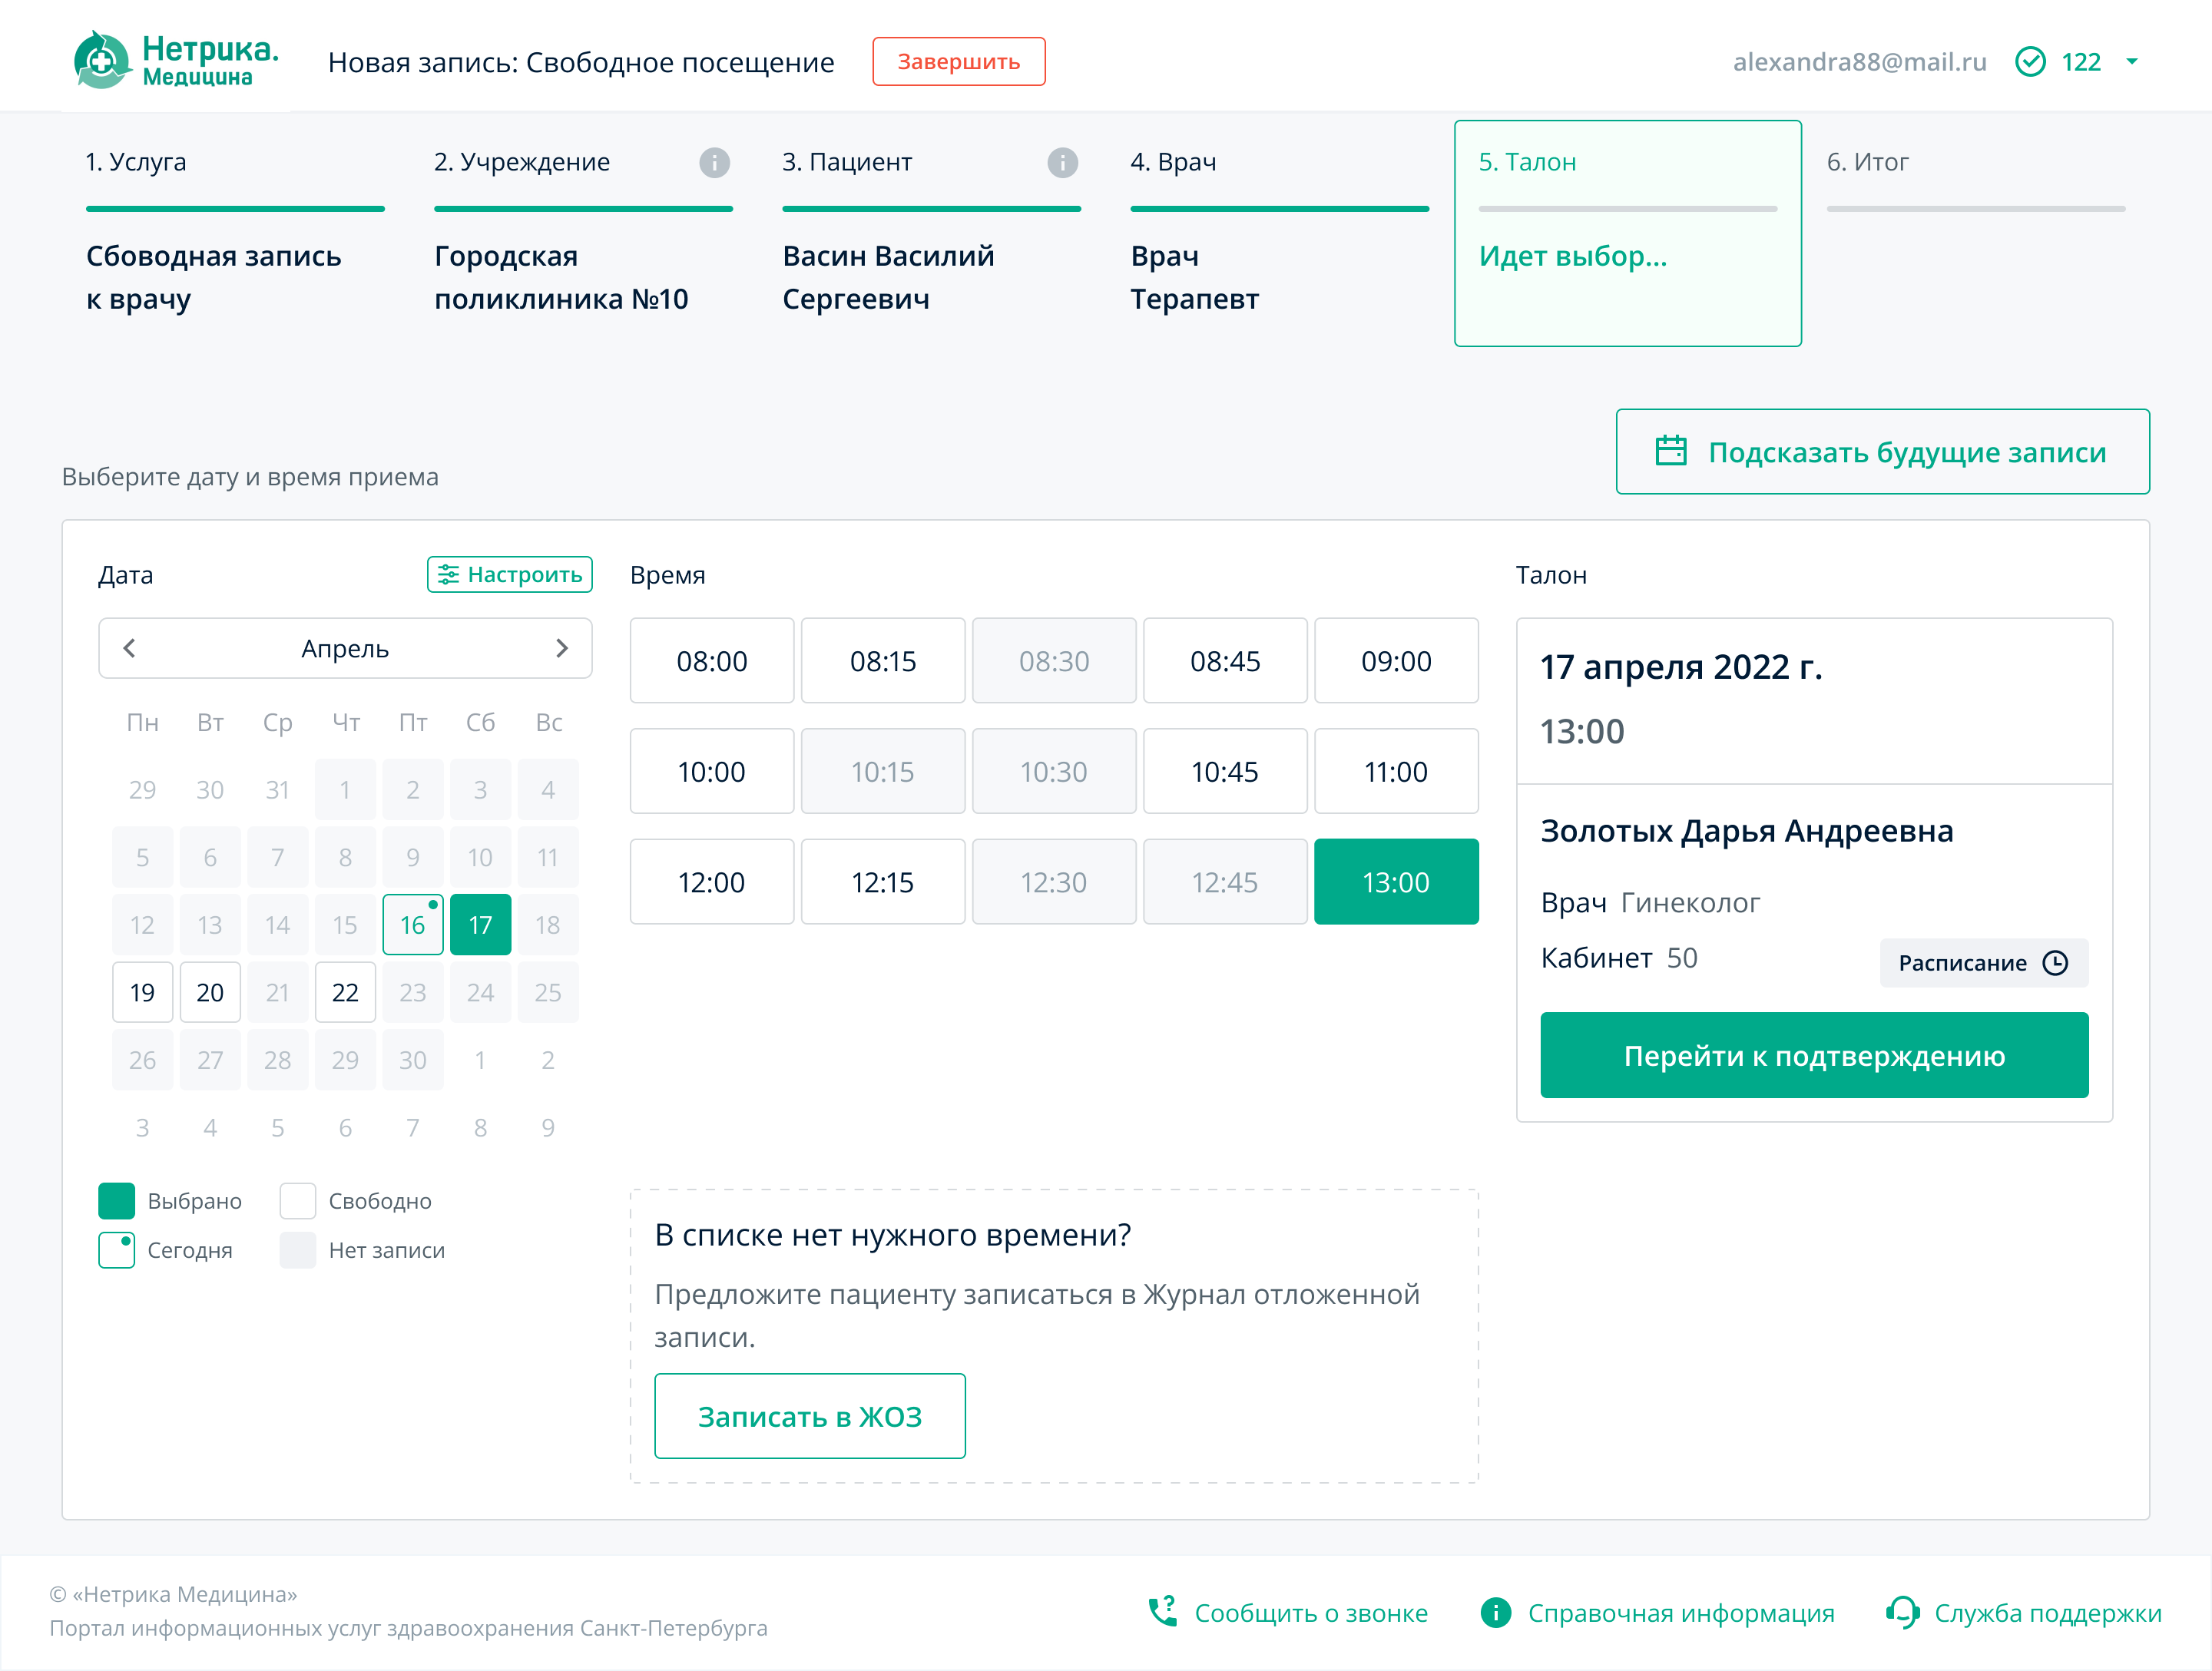 Нетрика.
Медицина
Новая запись: Свободное посещение
Завершить
alexandra88@mail.ru
122
1. Услуга
2. Учреждение
3. Пациент
4. Врач
5. Талон
6. Итог
Сбоводная запись
к врачу
Городская
поликлиника №10
Васин Василий
Сергеевич
Врач
Терапевт
Идет выбор...
Выберите дату и время приема
Подсказать будущие записи
Дата
Настроить
Апрель
Пн Вт Ср Чт Пт Сб Вс
29 30 31 1 2 3 4
5 6 7 8 9 10 11
12 13 14 15 16 17 18
19 20 21 22 23 24 25
26 27 28 29 30 1 2
3 4 5 6 7 8 9
Выбрано
Свободно
Сегодня
Нет записи
Время
08:00 08:15 08:30 08:45 09:00
10:00 10:15 10:30 10:45 11:00
12:00 12:15 12:30 12:45 13:00
В списке нет нужного времени?
Предложите пациенту записаться в Журнал отложенной
записи.
Записать в ЖОЗ
Талон
17 апреля 2022 г.
13:00
Золотых Дарья Андреевна
Врач Гинеколог
Кабинет 50
Расписание
Перейти к подтверждению
© «Нетрика Медицина»
Портал информационных услуг здравоохранения Санкт-Петербурга
Сообщить о звонке
Справочная информация
Служба поддержки